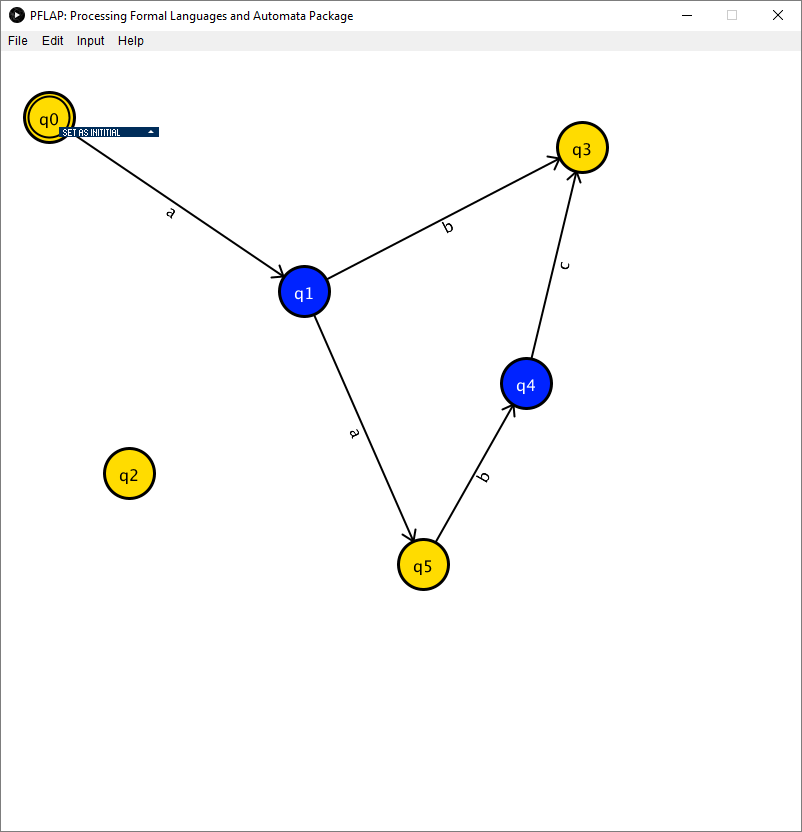 PFLAP: Processing Formal Languages and Automata Package
File Edit Input Help
q0
SET AS INITITIAL
q3
a
b
c
q1
q4
a
b
q2
q5